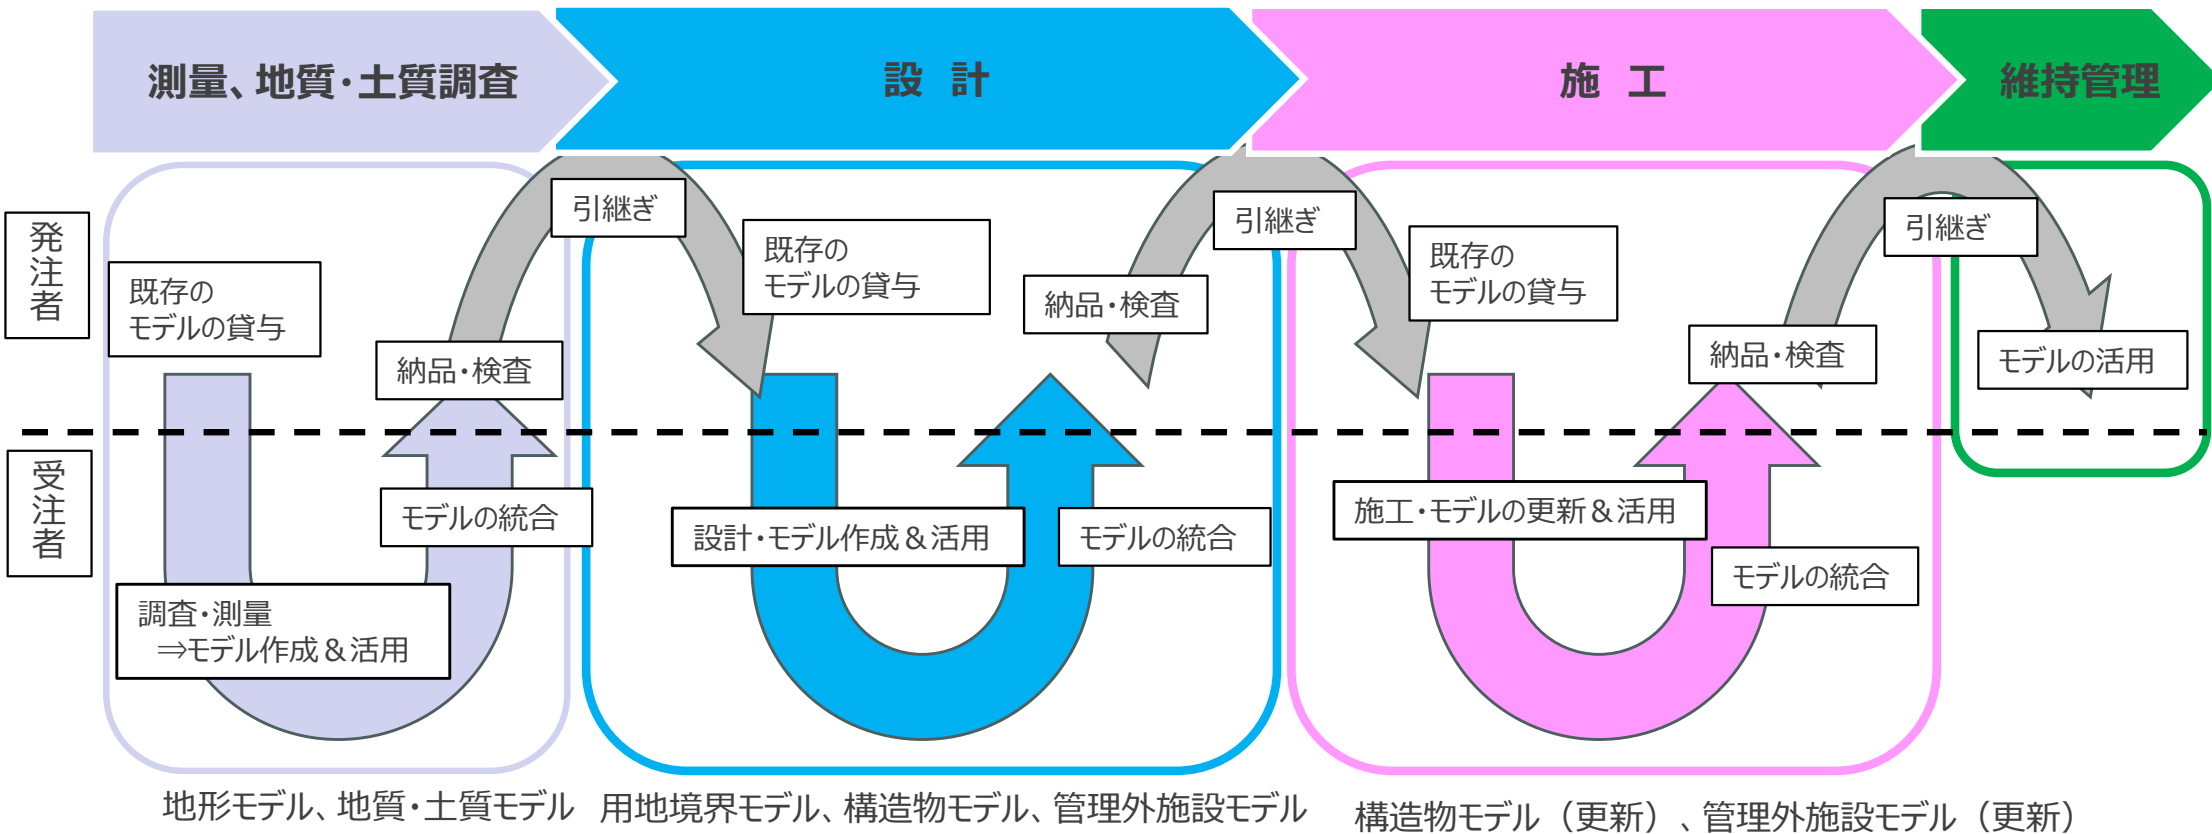 測量、地質・土質調査
設 計
施 工
維持管理
発注者
受注者
既存の
モデルの貸与
納品・検査
モデルの統合
調査・測量
⇒モデル作成＆活用
引継ぎ
既存の
モデルの貸与
設計・モデル作成＆活用
納品・検査
モデルの統合
引継ぎ
既存の
モデルの貸与
施工・モデルの更新＆活用
納品・検査
モデルの統合
引継ぎ
モデルの活用
地形モデル、地質・土質モデル
用地境界モデル、構造物モデル、管理外施設モデル
構造物モデル（更新）、管理外施設モデル（更新）